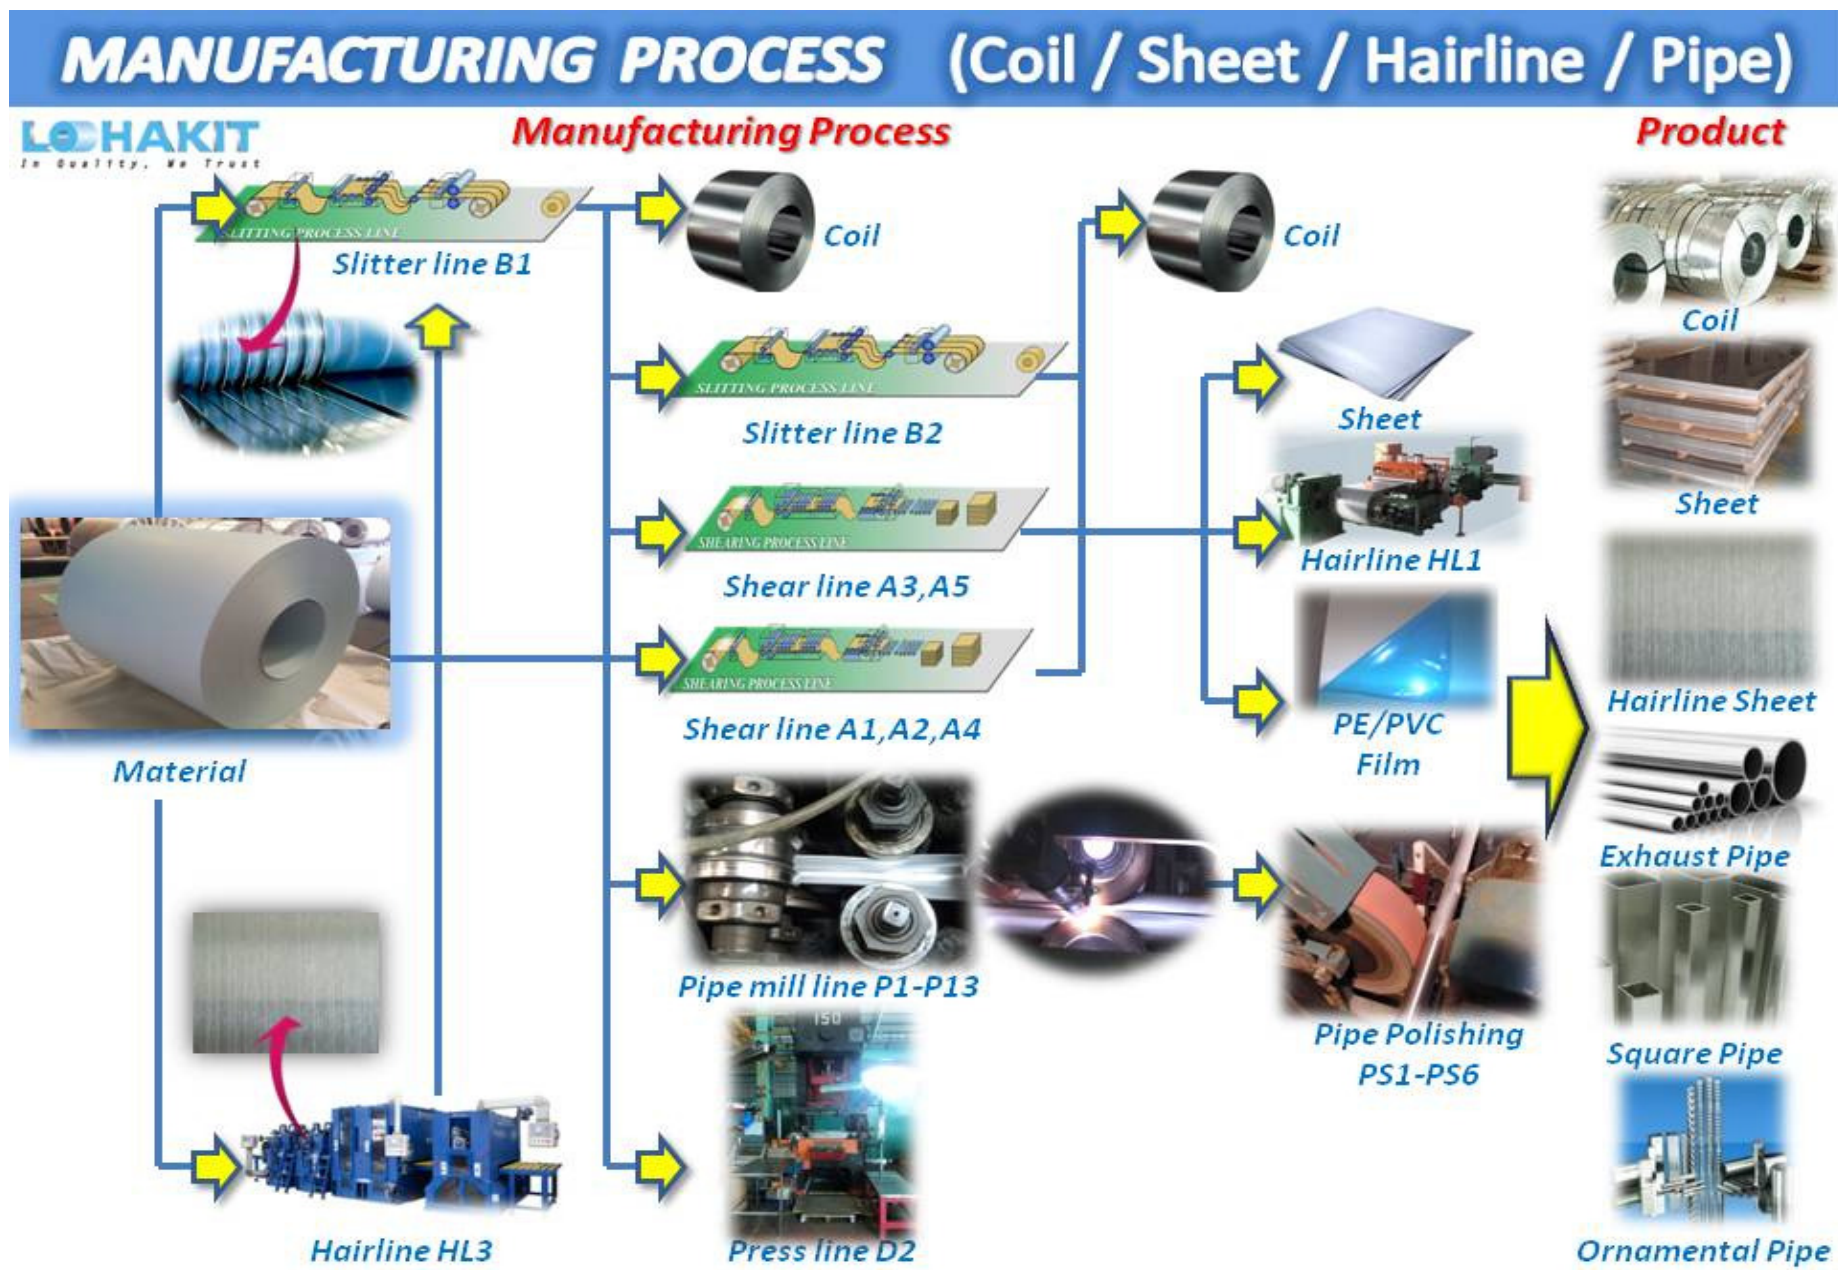 MANUFACTURING PROCESS (Coil / Sheet / Hairline / Pipe)
LOHAKIT
In Quality, We Trust
Manufacturing Process
Product
SLITTING PROCESS LINE
Slitter line B1
Coil
Coil
Coil
SLITTING PROCESS LINE
Slitter line B2
Sheet
Sheet
SHEARING PROCESS LINE
Shear line A3,A5
Hairline HL1
SHEARING PROCESS LINE
Shear line A1,A2,A4
PE/PVC
Film
Hairline Sheet
Material
Exhaust Pipe
Pipe mill line P1-P13
150
Pipe Polishing
PS1-PS6
Square Pipe
Hairline HL3
Press line D2
Ornamental Pipe